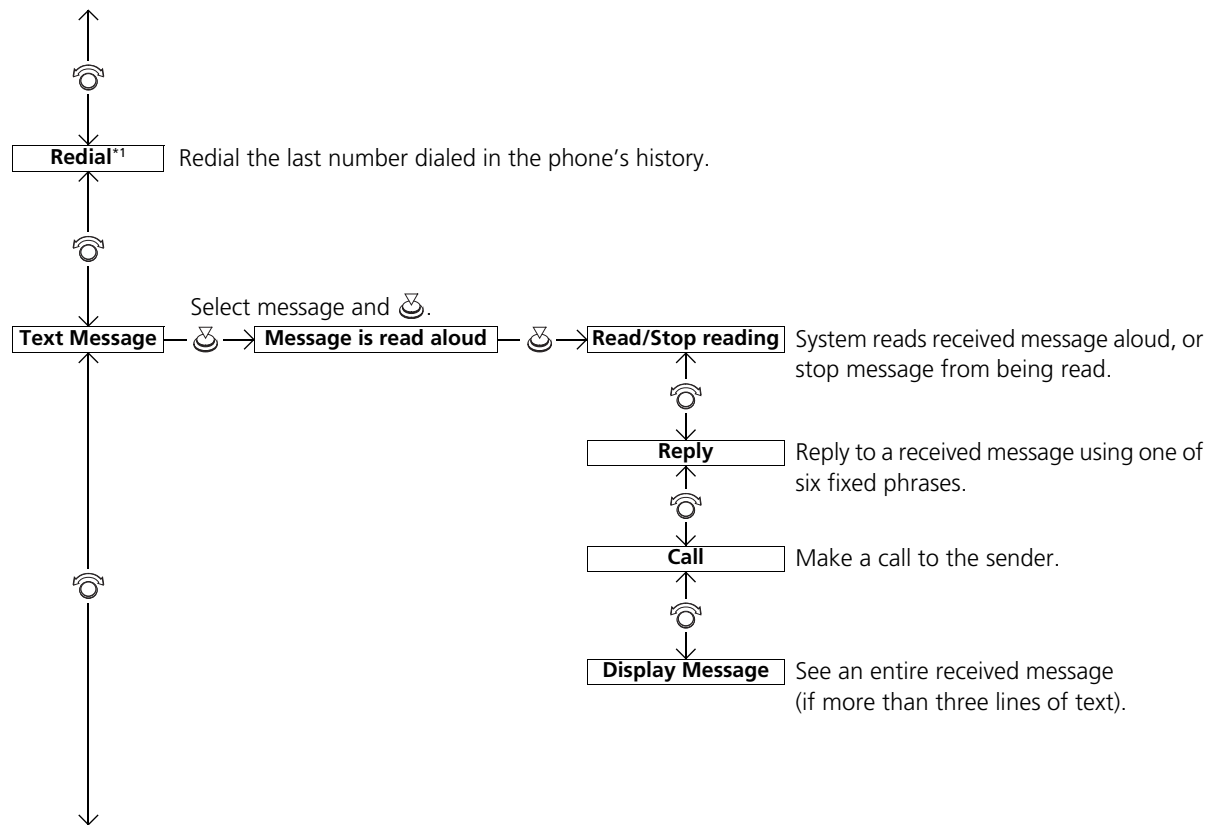 Redial*1 Redial the last number dialed in the phone’s history.
Select message and .
Text Message Message is read aloud Read/Stop reading System reads received message aloud, or
stop message from being read.
Reply Reply to a received message using one of
six fixed phrases.
Call Make a call to the sender.
Display Message See an entire received message
(if more than three lines of text).